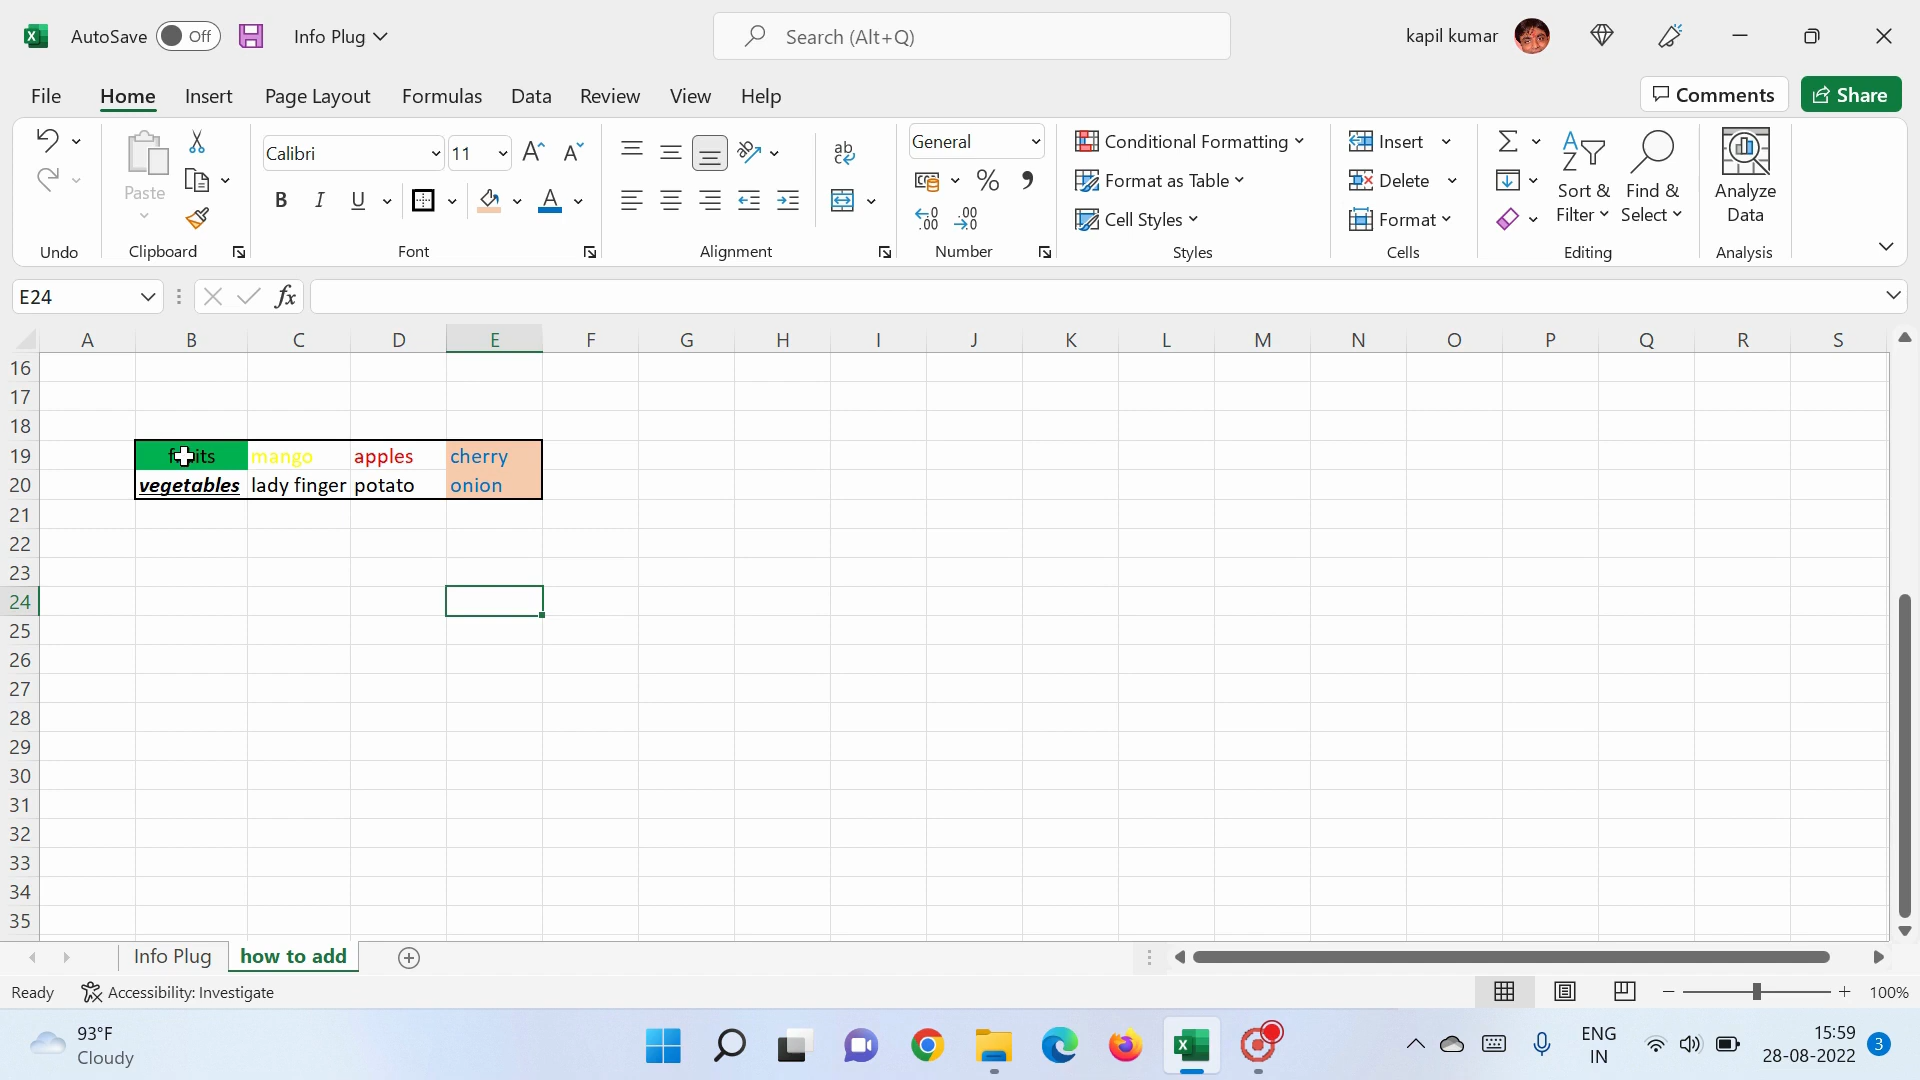 AutoSave Off Info Plug Search (Alt+Q) kapil kumar
File Home Insert Page Layout Formulas Data Review View Help Comments Share
Paste
Calibri 11
B I U A
ab
General
% ,
.00 .0
Conditional Formatting
Format as Table
Cell Styles
Insert
Delete
Format
Sort &
Filter
Find &
Select
Analyze
Data
Undo Clipboard Font Alignment Number Styles Cells Editing Analysis
E24 fx
A B C D E F G H I J K L M N O P Q R S
16
17
18
19 fruits mango apples cherry
20 vegetables lady finger potato onion
21
22
23
24
25
26
27
28
29
30
31
32
33
34
35
Info Plug how to add
Ready Accessibility: Investigate 100%
93°F
Cloudy
ENG
IN
15:59
28-08-2022
3